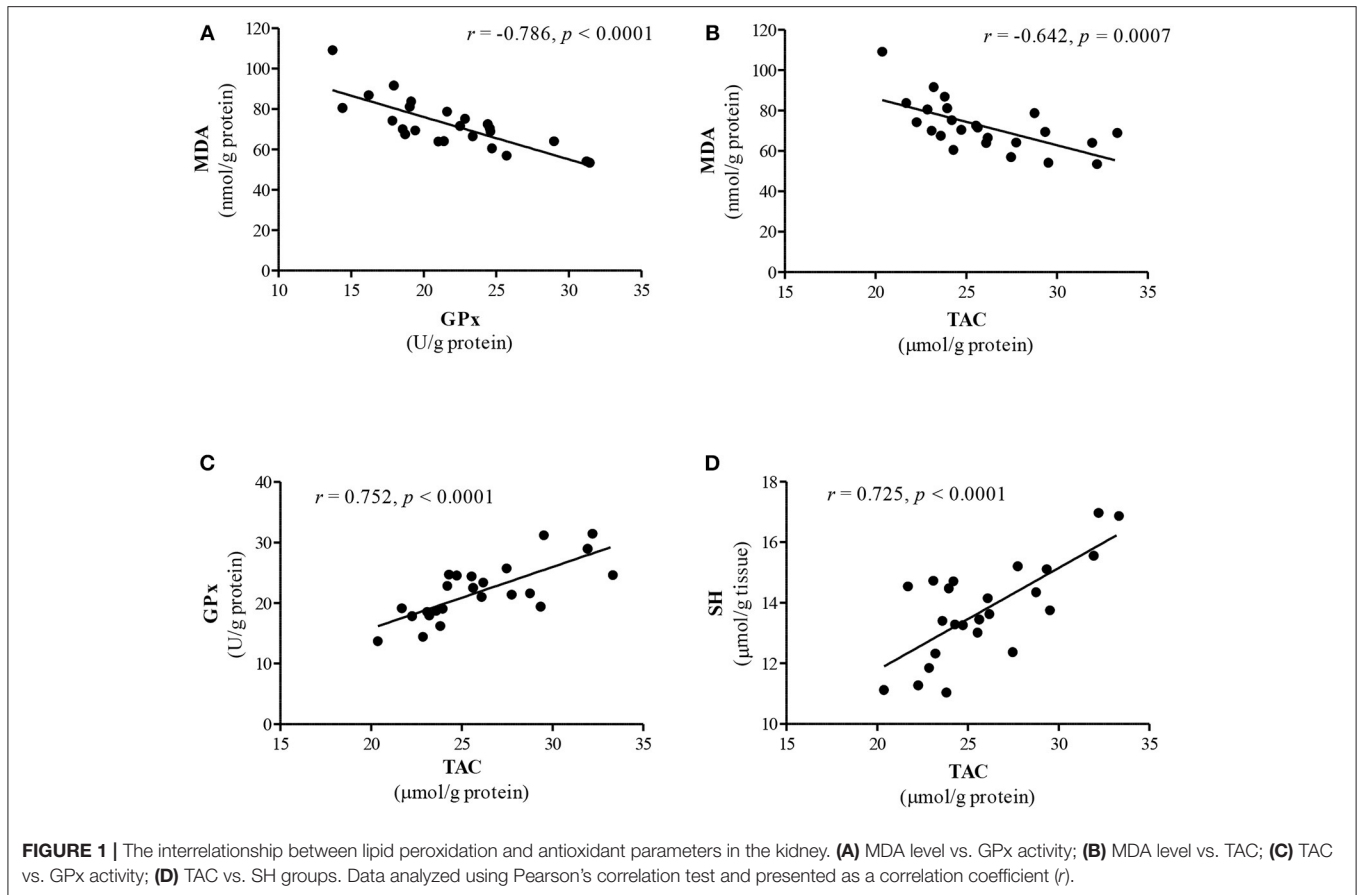 A
r = -0.786, p < 0.0001
120
100
80
60
40
20
0
MDA
(nmol/g protein)
10 15 20 25 30 35
GPx
(U/g protein)
B
r = -0.642, p = 0.0007
120
100
80
60
40
20
0
MDA
(nmol/g protein)
15 20 25 30 35
TAC
(μmol/g protein)
C
r = 0.752, p < 0.0001
40
30
20
10
0
GPx
(U/g protein)
15 20 25 30 35
TAC
(μmol/g protein)
D
r = 0.725, p < 0.0001
18
16
14
12
10
SH
(μmol/g tissue)
15 20 25 30 35
TAC
(μmol/g protein)
FIGURE 1 | The interrelationship between lipid peroxidation and antioxidant parameters in the kidney. (A) MDA level vs. GPx activity; (B) MDA level vs. TAC; (C) TAC
vs. GPx activity; (D) TAC vs. SH groups. Data analyzed using Pearson's correlation test and presented as a correlation coefficient (r).